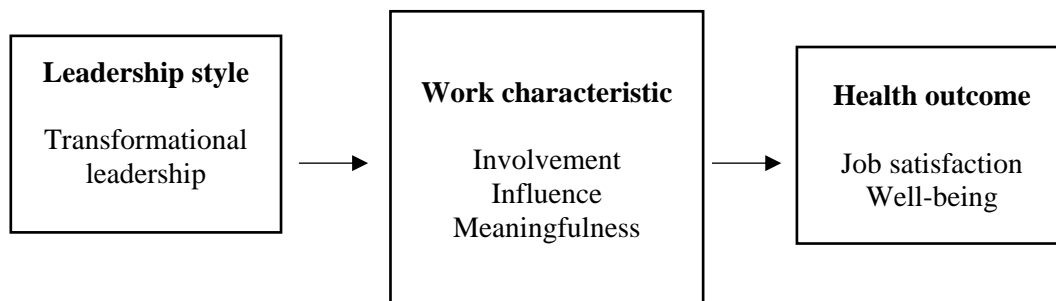 Leadership style
Transformational
leadership
Work characteristic
Involvement
Influence
Meaningfulness
Health outcome
Job satisfaction
Well-being